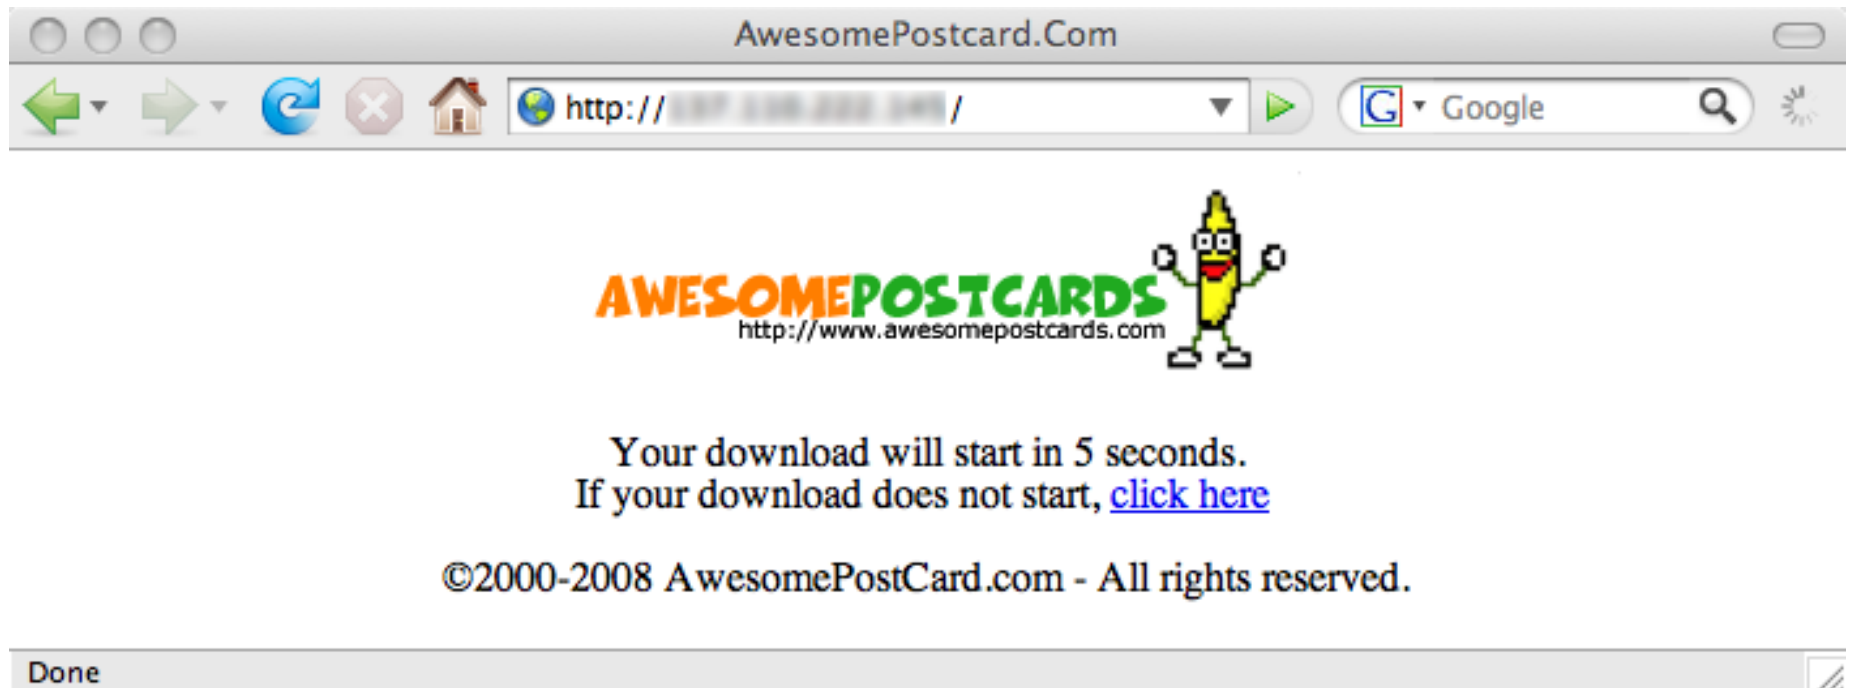 AwesomePostcard.Com
http:// /
Google
AWESOMEPOSTCARDS
http://www.awesomepostcards.com
Your download will start in 5 seconds.
If your download does not start, click here
©2000-2008 AwesomePostCard.com - All rights reserved.
Done